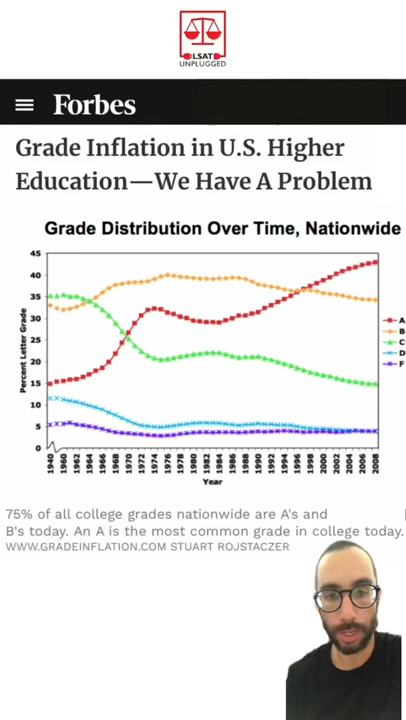 LSAT
UNPLUGGED
Forbes
Grade Inflation in U.S. Higher
Education—We Have A Problem
Grade Distribution Over Time, Nationwide
45
40
35
30
25
20
15
10
5
0
Percent Letter Grade
A
B
C
D
F
1940 1960 1962 1964 1966 1968 1970 1972 1974 1976 1978 1980 1982 1984 1986 1988 1990 1992 1994 1996 1998 2000 2002 2004 2006 2008
Year
75% of all college grades nationwide are A's and
B's today. An A is the most common grade in college today.
WWW.GRADEINFLATION.COM STUART ROJSTACZER